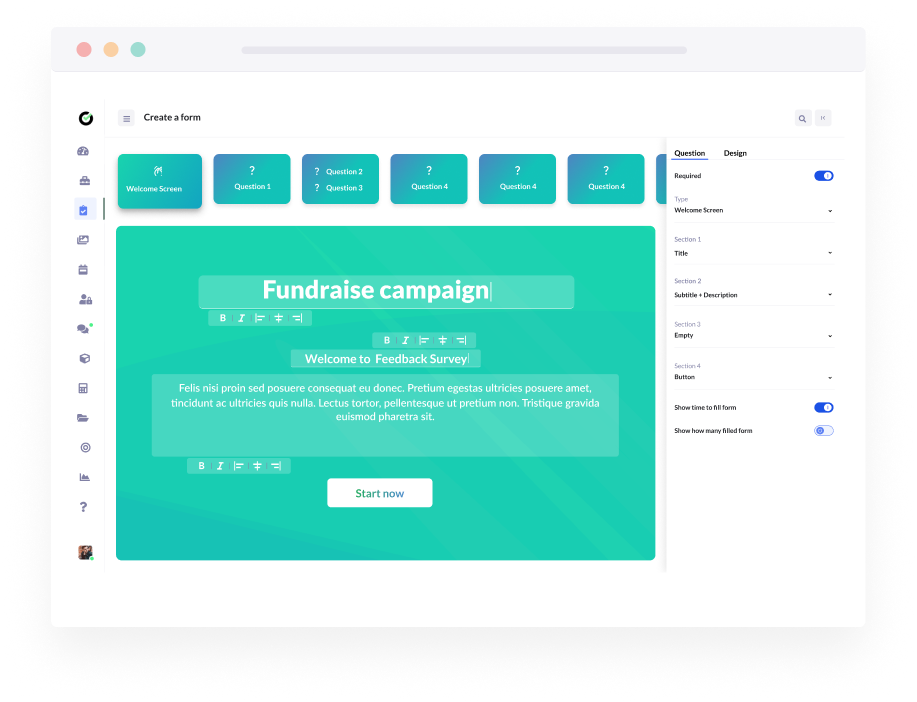 Create a form
Welcome Screen
?
Question 1
? Question 2
? Question 3
?
Question 4
?
Question 4
?
Question 4
Fundraise campaign
B I
B I
Welcome to Feedback Survey
Felis nisi proin sed posuere consequat eu donec. Pretium egestas ultricies posuere amet,
tincidunt ac ultricies quis nulla. Lectus tortor, pellentesque ut pretium non. Tristique gravida
euismod pharetra sit.
B I
Start now
Question Design
Required
Type
Welcome Screen
Section 1
Title
Section 2
Subtitle + Description
Section 3
Empty
Section 4
Button
Show time to fill form
Show how many filled form
?